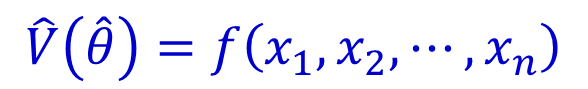 V̂(θ̂) = f(x₁, x₂, ⋯ , xₙ)